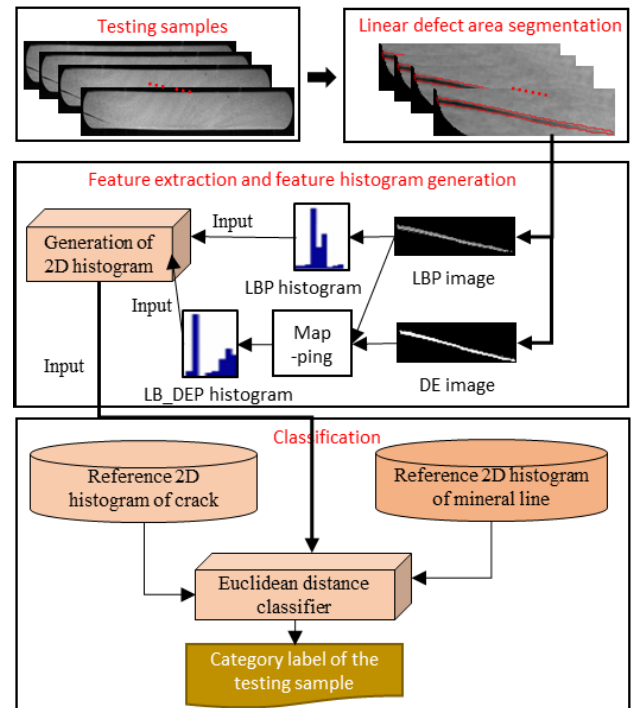 Testing samples
Linear defect area segmentation
Feature extraction and feature histogram generation
Generation of
2D histogram
Input
LBP histogram
LBP image
Input
Input
LB_DEP histogram
Map
-ping
DE image
Classification
Reference 2D
histogram of crack
Reference 2D histogram
of mineral line
Euclidean distance
classifier
Category label of the
testing sample